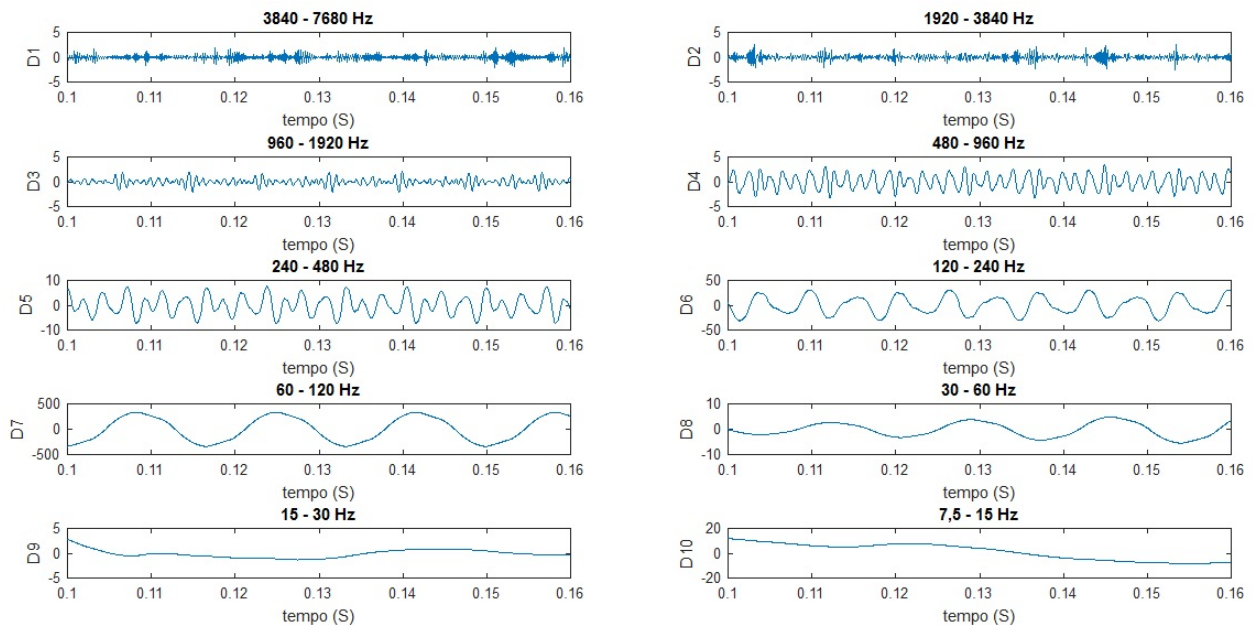 3840 - 7680 Hz
5
0
-5
D1
0.1 0.11 0.12 0.13 0.14 0.15 0.16
tempo (S)
1920 - 3840 Hz
5
0
-5
D2
0.1 0.11 0.12 0.13 0.14 0.15 0.16
tempo (S)
960 - 1920 Hz
5
0
-5
D3
0.1 0.11 0.12 0.13 0.14 0.15 0.16
tempo (S)
480 - 960 Hz
5
0
-5
D4
0.1 0.11 0.12 0.13 0.14 0.15 0.16
tempo (S)
240 - 480 Hz
10
0
-10
D5
0.1 0.11 0.12 0.13 0.14 0.15 0.16
tempo (S)
120 - 240 Hz
50
0
-50
D6
0.1 0.11 0.12 0.13 0.14 0.15 0.16
tempo (S)
60 - 120 Hz
500
0
-500
D7
0.1 0.11 0.12 0.13 0.14 0.15 0.16
tempo (S)
30 - 60 Hz
10
0
-10
D8
0.1 0.11 0.12 0.13 0.14 0.15 0.16
tempo (S)
15 - 30 Hz
5
0
-5
D9
0.1 0.11 0.12 0.13 0.14 0.15 0.16
tempo (S)
7,5 - 15 Hz
20
0
-20
D10
0.1 0.11 0.12 0.13 0.14 0.15 0.16
tempo (S)